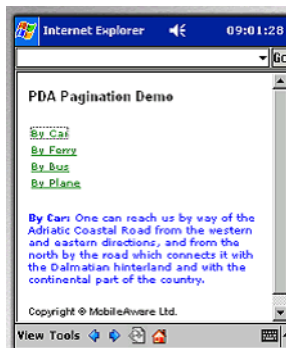 Internet Explorer 09:01:28
Go
PDA Pagination Demo
By Car
By Ferry
By Bus
By Plane
By Car: One can reach us by way of the
Adriatic Coastal Road from the western
and eastern directions, and from the
north by the road which connects it with
the Dalmatian hinterland and with the
continental part of the country.
Copyright © MobileAware Ltd.
View Tools